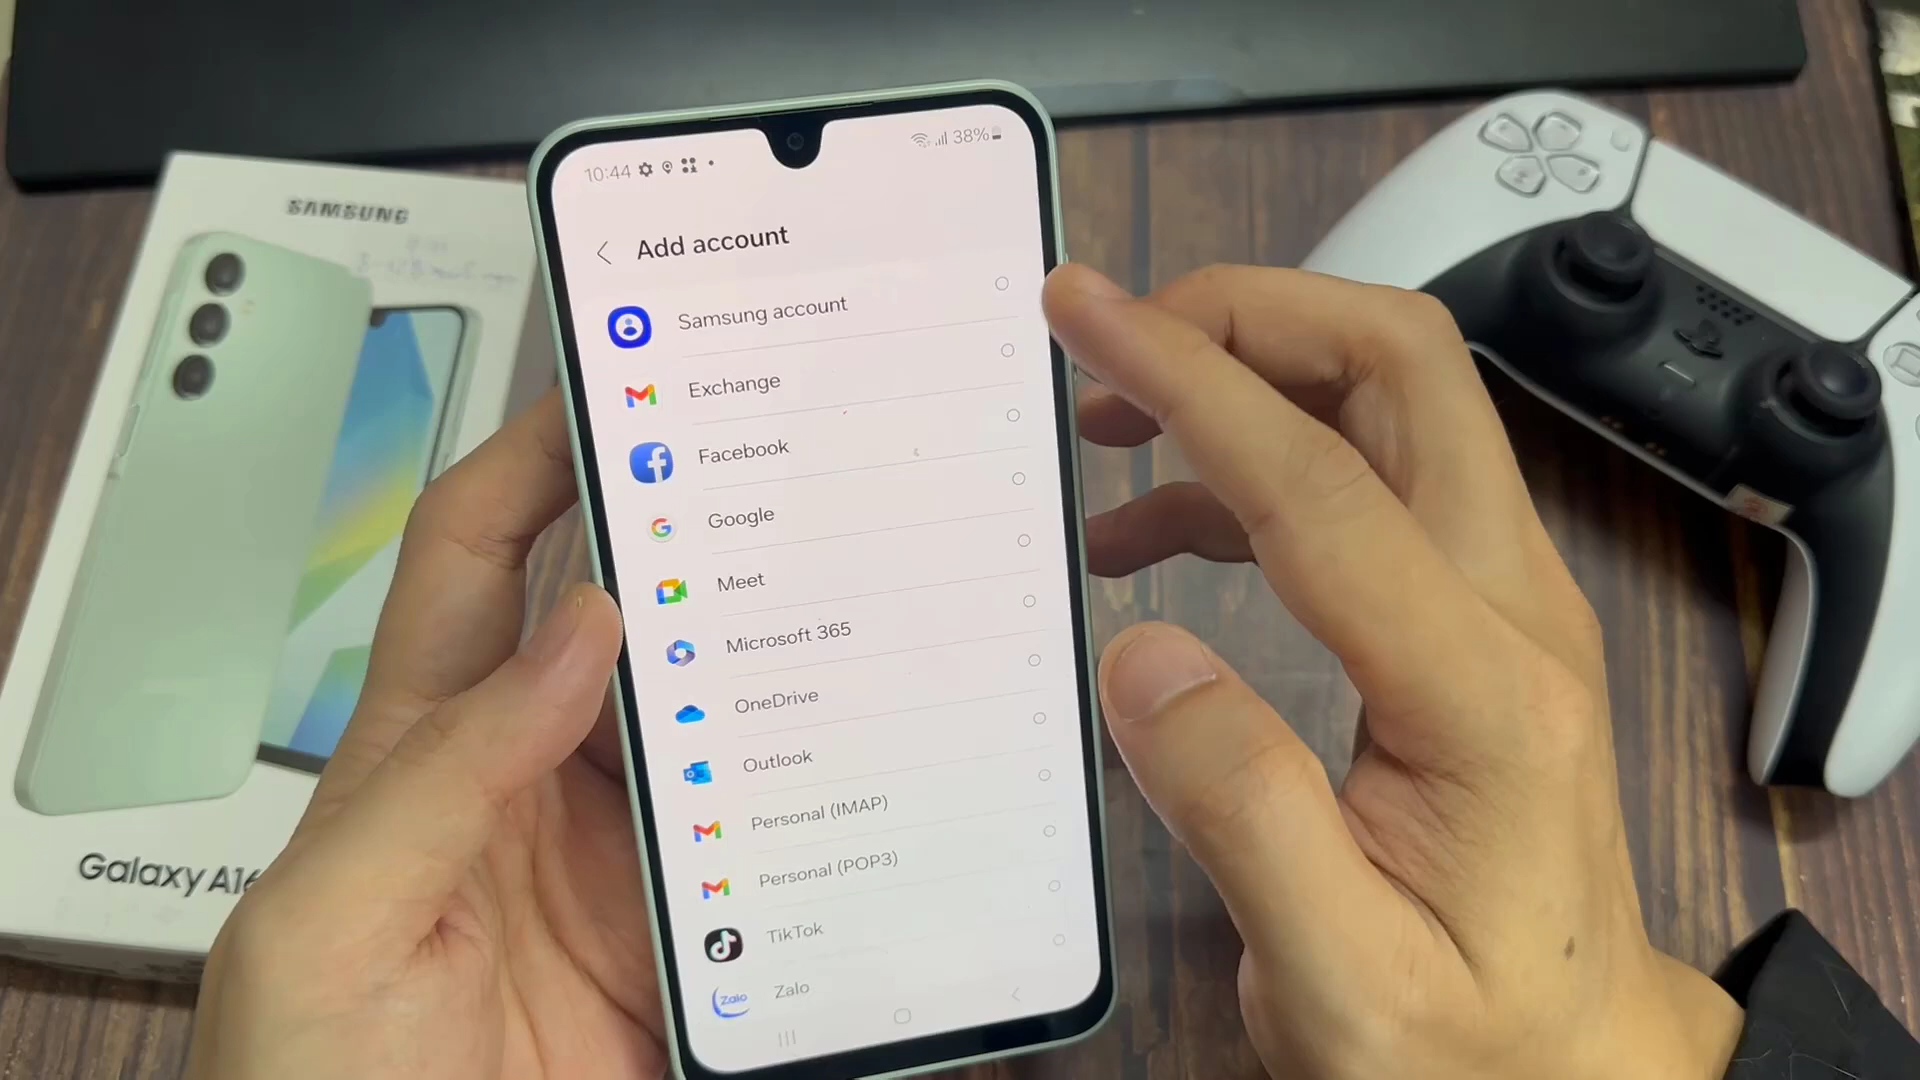 SAMSUNG
Galaxy A16
10:44
38%
Add account
Samsung account
Exchange
Facebook
Google
Meet
Microsoft 365
OneDrive
Outlook
Personal (IMAP)
Personal (POP3)
TikTok
Zalo
Zalo